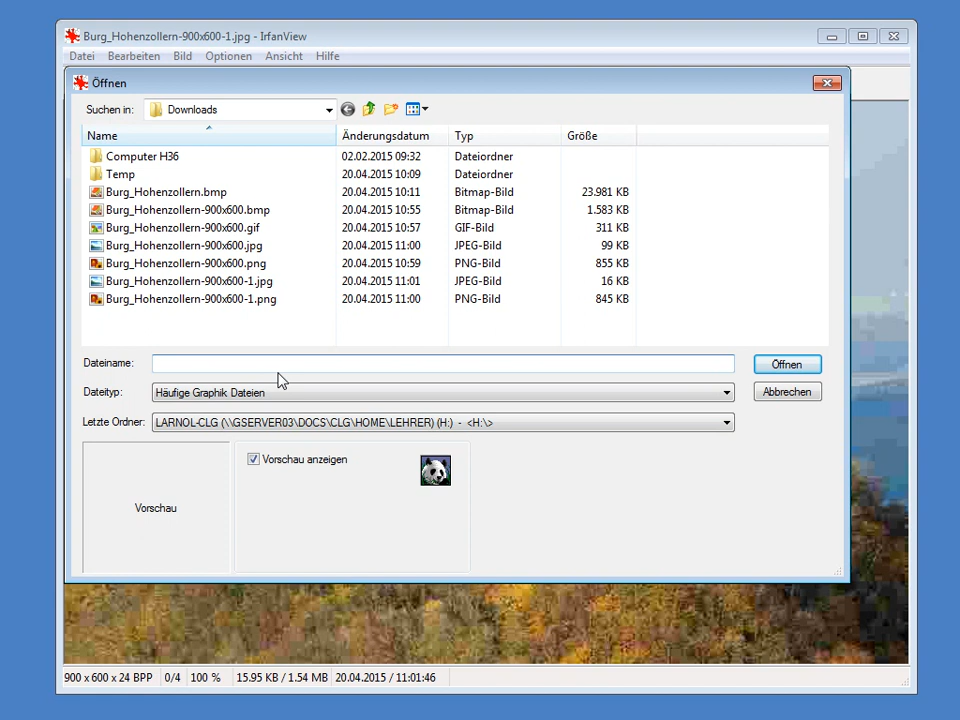 Burg_Hohenzollern-900x600-1.jpg - IrfanView
Datei Bearbeiten Bild Optionen Ansicht Hilfe
Öffnen
Suchen in: Downloads
Name Änderungsdatum Typ Größe
Computer H36 02.02.2015 09:32 Dateiordner
Temp 20.04.2015 10:09 Dateiordner
Burg_Hohenzollern.bmp 20.04.2015 10:11 Bitmap-Bild 23.981 KB
Burg_Hohenzollern-900x600.bmp 20.04.2015 10:55 Bitmap-Bild 1.583 KB
Burg_Hohenzollern-900x600.gif 20.04.2015 10:57 GIF-Bild 311 KB
Burg_Hohenzollern-900x600.jpg 20.04.2015 11:00 JPEG-Bild 99 KB
Burg_Hohenzollern-900x600.png 20.04.2015 10:59 PNG-Bild 855 KB
Burg_Hohenzollern-900x600-1.jpg 20.04.2015 11:01 JPEG-Bild 16 KB
Burg_Hohenzollern-900x600-1.png 20.04.2015 11:00 PNG-Bild 845 KB
Dateiname: Öffnen
Dateityp: Häufige Graphik Dateien Abbrechen
Letzte Ordner: LARNOL-CLG (\\GSERVER03\DOCS\CLG\HOME\LEHRER) (H:) - <H:\>
Vorschau anzeigen
Vorschau
900 x 600 x 24 BPP 0/4 100 % 15.95 KB / 1.54 MB 20.04.2015 / 11:01:46